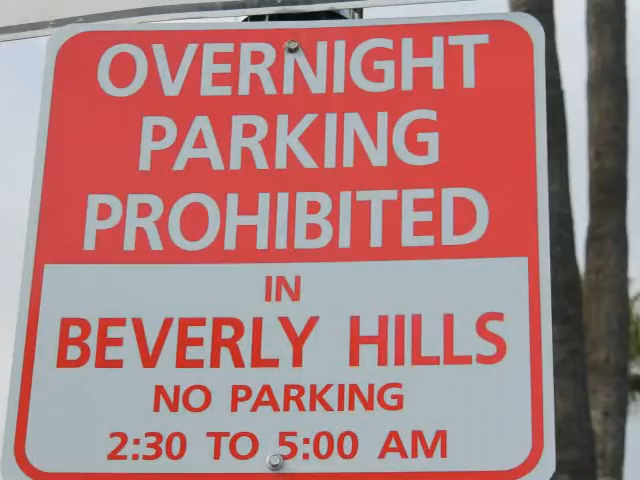 OVERNIGHT
PARKING
PROHIBITED
IN
BEVERLY HILLS
NO PARKING
2:30 TO 5:00 AM